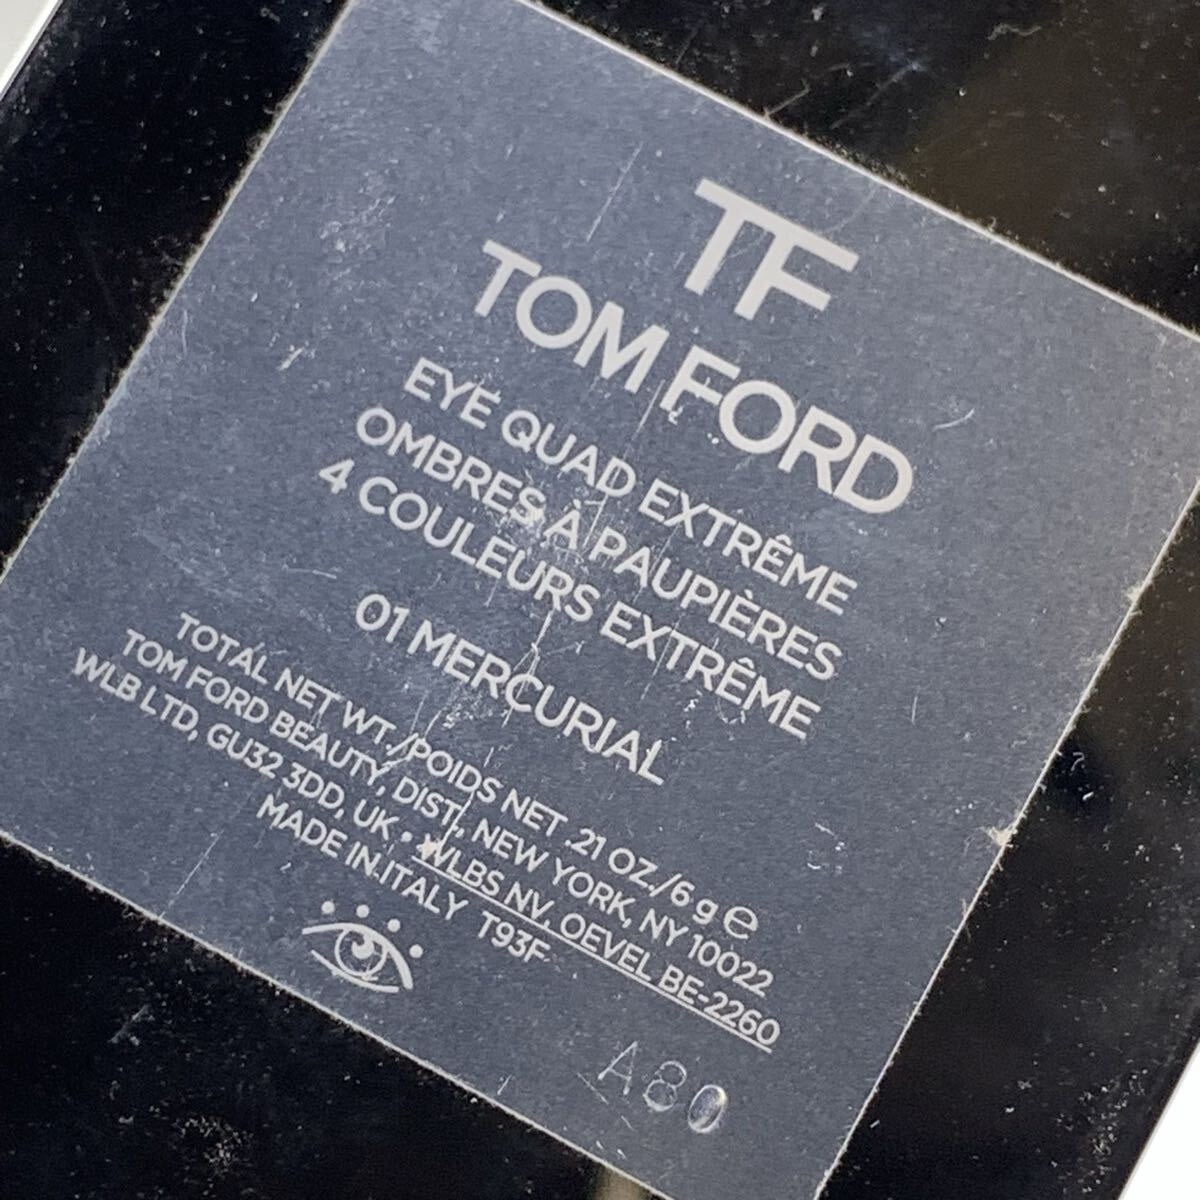 TF
TOM FORD
EYE QUAD EXTRÊME
OMBRES À PAUPIÈRES
4 COULEURS EXTRÊME
01 MERCURIAL
TOTAL NET WT./POIDS NET .21 OZ./6 g ℮
TOM FORD BEAUTY, DIST, NEW YORK, NY 10022
WLB LTD, GU32 3DD, UK • WLBS NV, OEVEL BE-2260
MADE IN ITALY T93F
A80